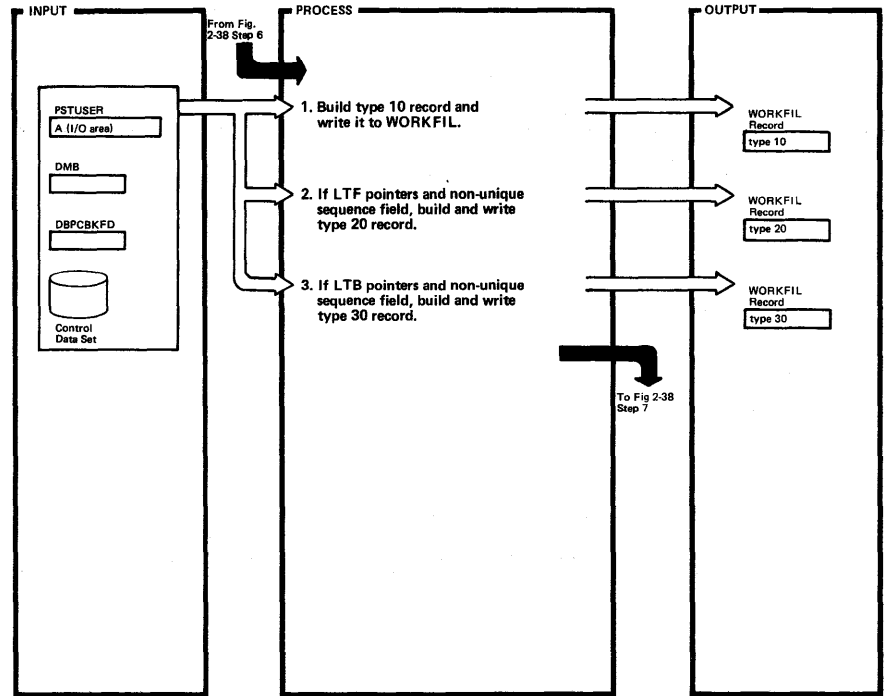 INPUT
From Fig.
2-38 Step 6
PROCESS
OUTPUT
PSTUSER
A (I/O area)
DMB
DBPCBKFD
Control
Data Set
1. Build type 10 record and
write it to WORKFIL.
2. If LTF pointers and non-unique
sequence field, build and write
type 20 record.
3. If LTB pointers and non-unique
sequence field, build and write
type 30 record.
To Fig 2-38
Step 7
WORKFIL
Record
type 10
WORKFIL
Record
type 20
WORKFIL
Record
type 30